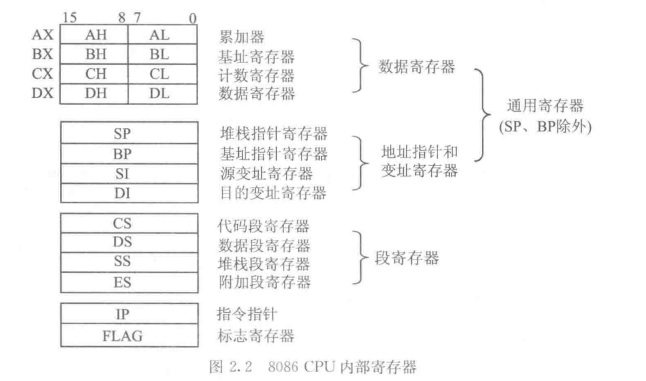 15 8 7 0
AX AH AL 累加器
BX BH BL 基址寄存器
CX CH CL 计数寄存器
DX DH DL 数据寄存器
数据寄存器
SP 堆栈指针寄存器
BP 基址指针寄存器
SI 源变址寄存器
DI 目的变址寄存器
地址指针和
变址寄存器
通用寄存器
(SP、BP除外)
CS 代码段寄存器
DS 数据段寄存器
SS 堆栈段寄存器
ES 附加段寄存器
段寄存器
IP 指令指针
FLAG 标志寄存器
图 2.2 8086 CPU 内部寄存器